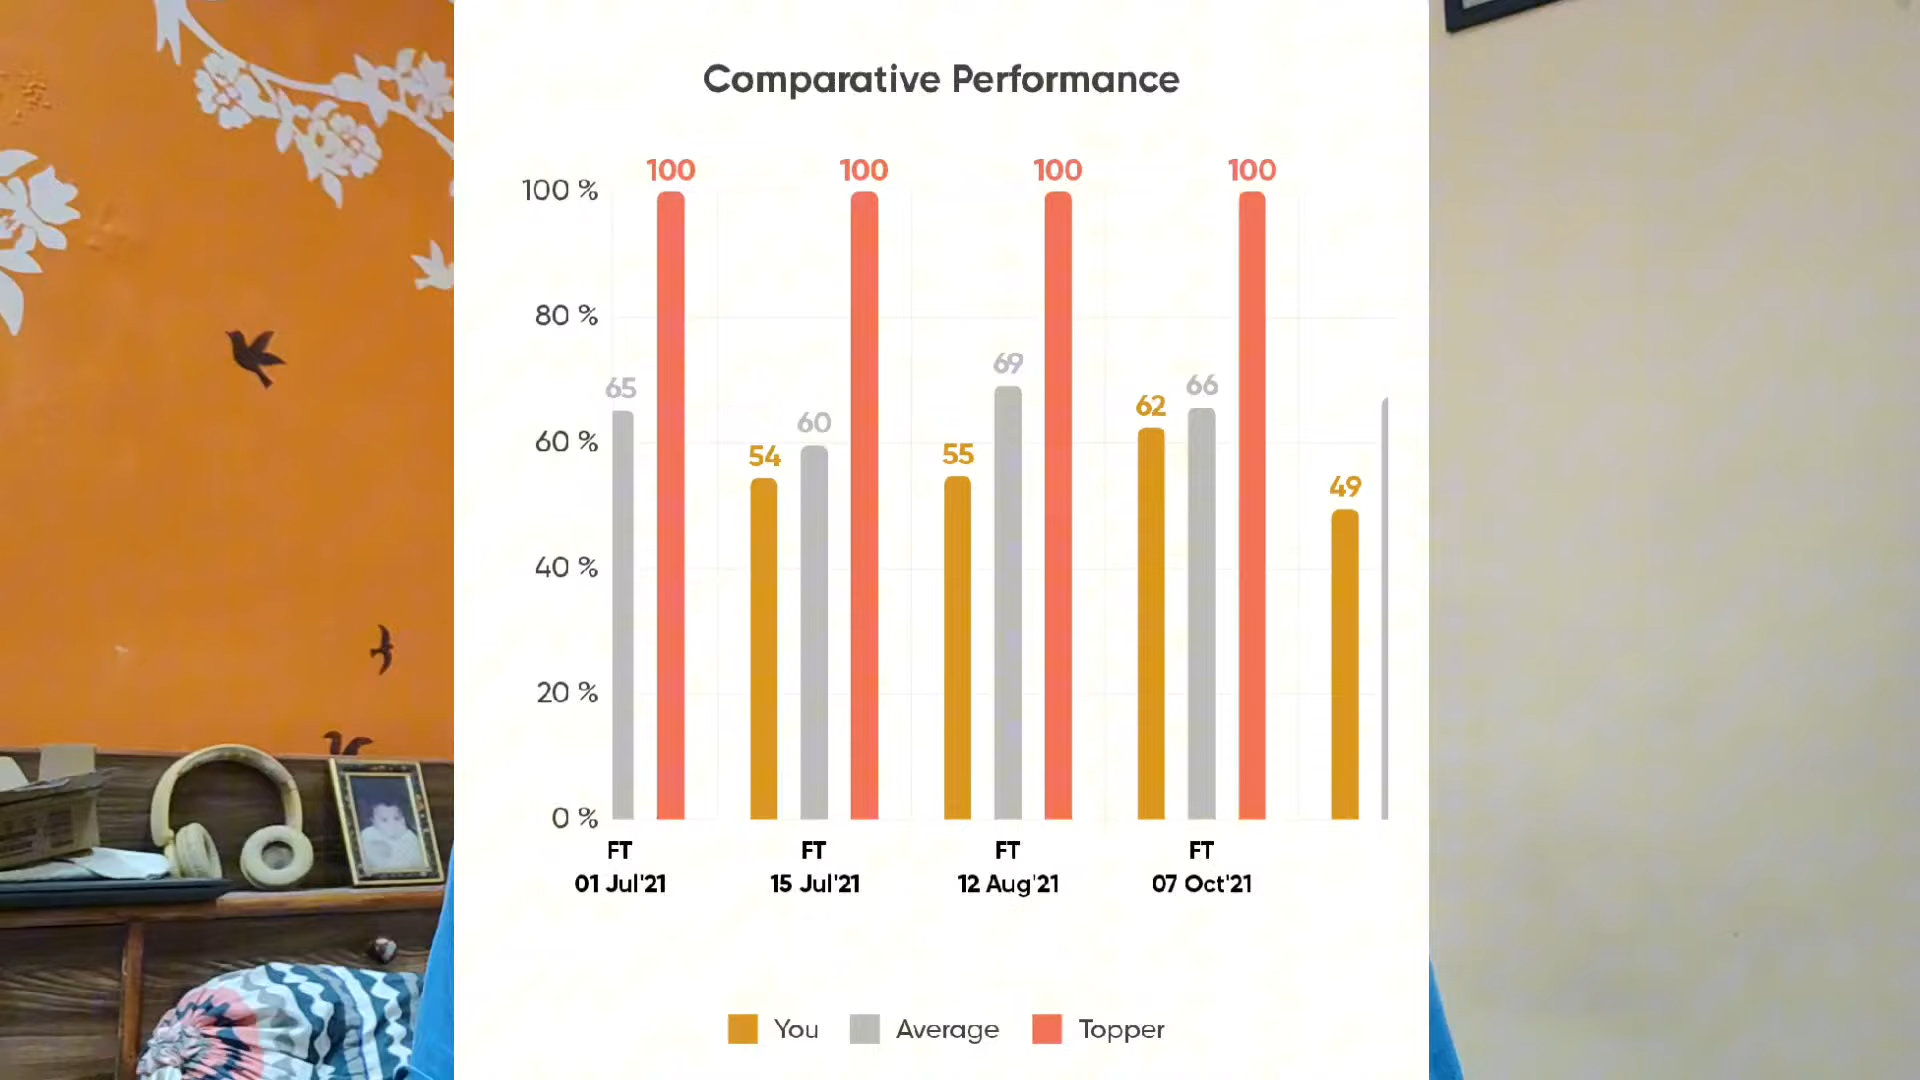 Comparative Performance
100 100 100 100
100 %
80 %
69
65 66
62
60 60 %
54 55
49
40 %
20 %
0 %
FT FT FT FT
01 Jul'21 15 Jul'21 12 Aug'21 07 Oct'21
You Average Topper